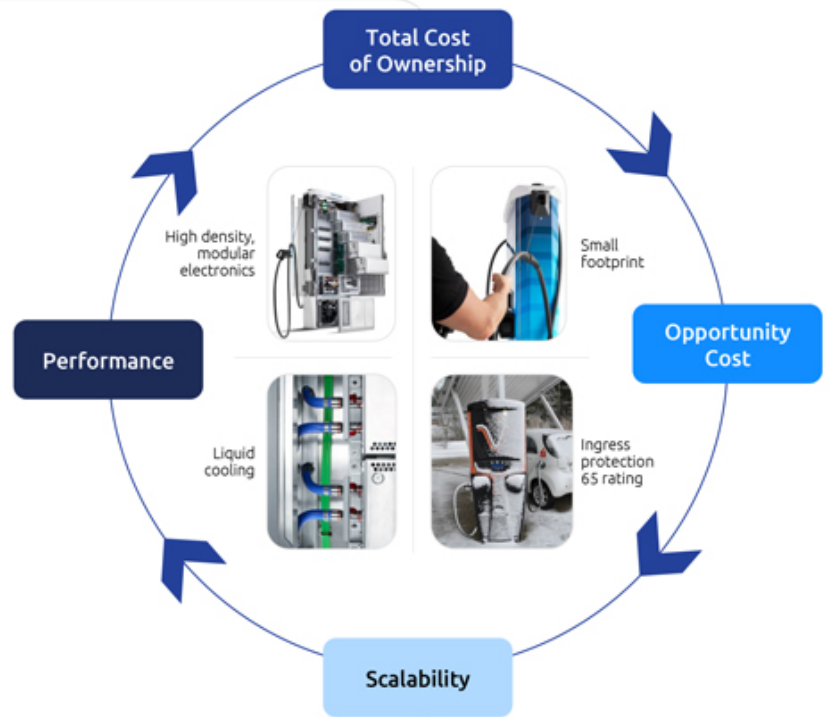 Total Cost
of Ownership
High density,
modular
electronics
Small
footprint
Performance
Opportunity
Cost
Liquid
cooling
Ingress
protection
65 rating
Scalability